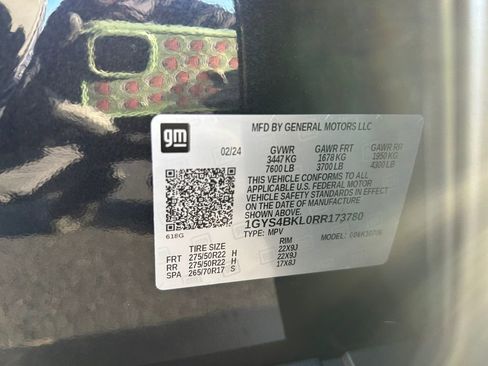 gm
MFD BY GENERAL MOTORS LLC
02/24 GVWR GAWR FRT GAWR RR
3447 KG 1678 KG 1950 KG
7600 LB 3700 LB 4300 LB
THIS VEHICLE CONFORMS TO ALL
APPLICABLE U.S. FEDERAL MOTOR
VEHICLE SAFETY STANDARDS IN EFFECT
ON THE DATE OF MANUFACTURE
SHOWN ABOVE.
1GYS4BKL0RR173780
618G TYPE: MPV MODEL:
TIRE SIZE RIM
FRT 275/50R22 H 22X9J
RR 275/50R22 H 22X9J
SPA 265/70R17 S 17X8J